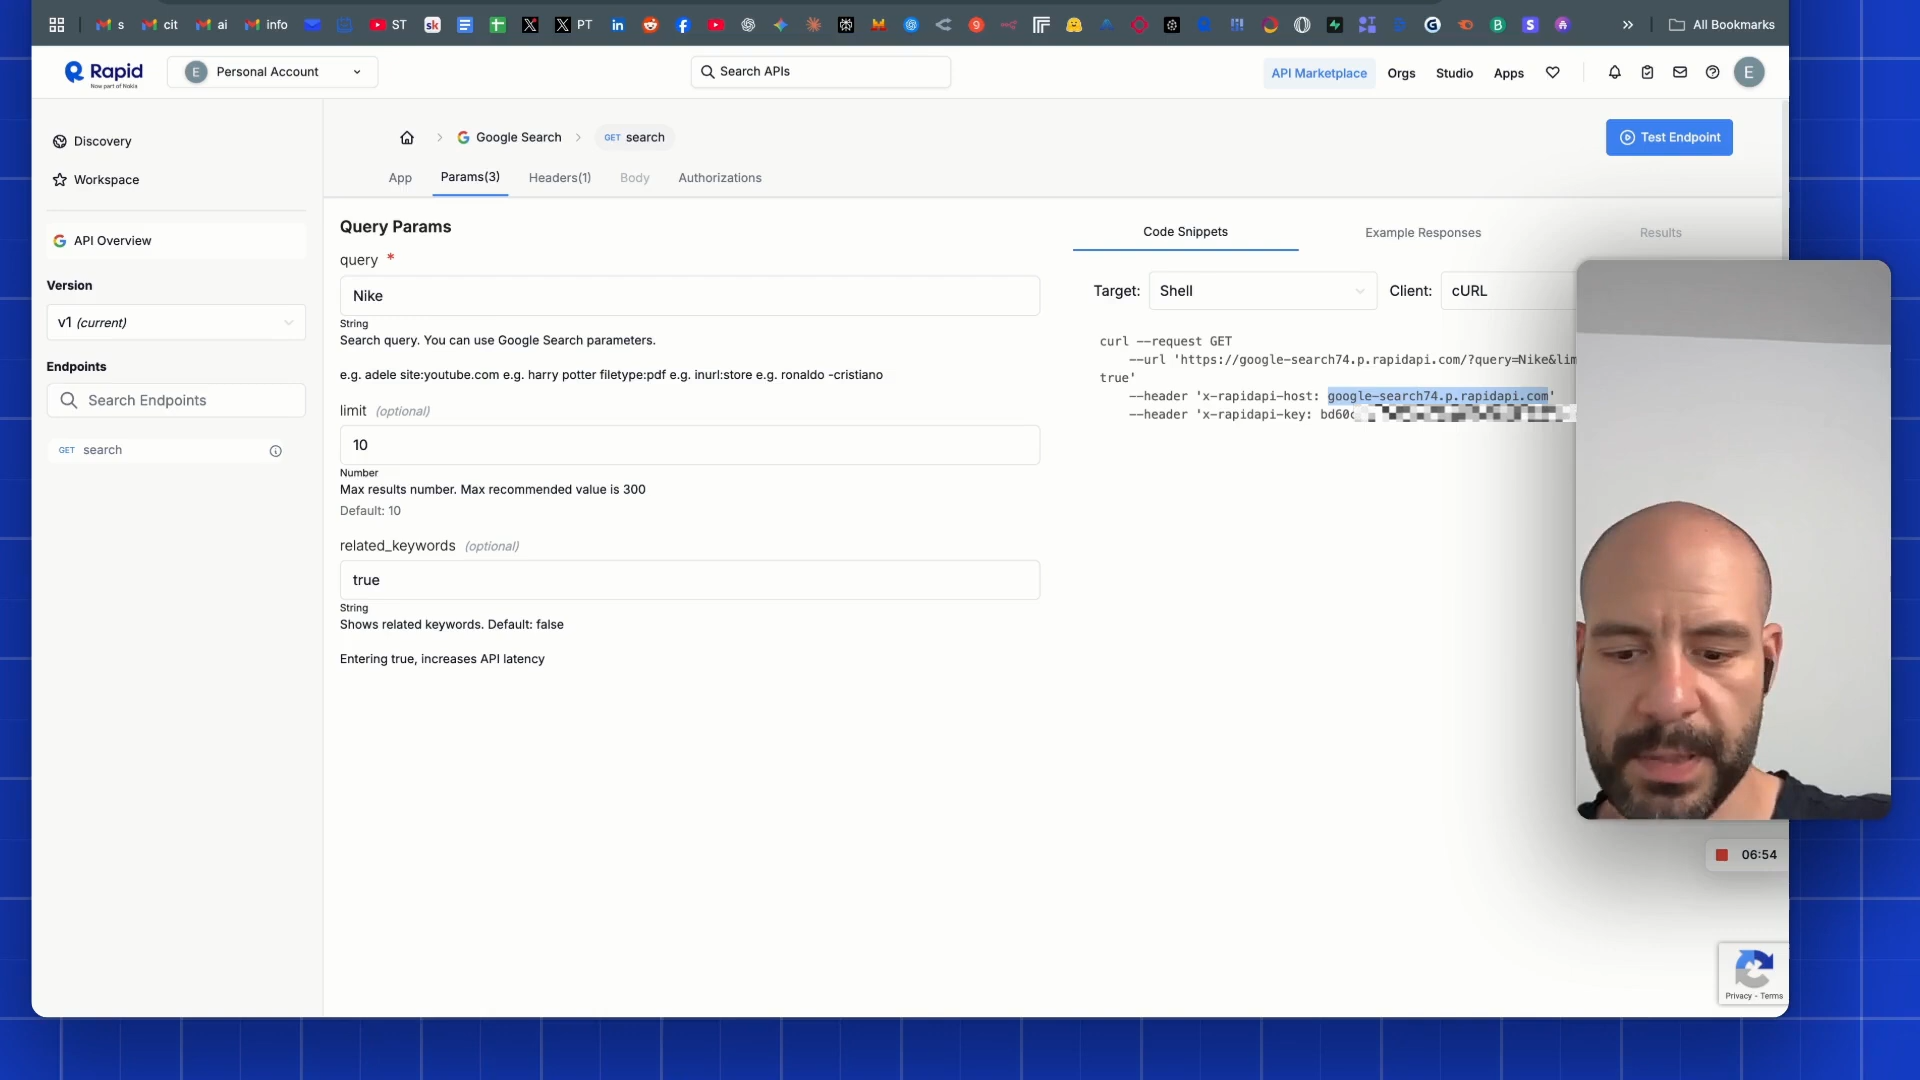 s
cit
ai
info
ST
sk
PT
All Bookmarks
Rapid
Now part of Nokia
E
Personal Account
Search APIs
API Marketplace
Orgs
Studio
Apps
E
Discovery
Workspace
API Overview
Version
v1 (current)
Endpoints
Search Endpoints
GET search
Google Search
GET search
Test Endpoint
App
Params(3)
Headers(1)
Body
Authorizations
Query Params
query *
Nike
String
Search query. You can use Google Search parameters.
e.g. adele site:youtube.com e.g. harry potter filetype:pdf e.g. inurl:store e.g. ronaldo -cristiano
limit (optional)
10
Number
Max results number. Max recommended value is 300
Default: 10
related_keywords (optional)
true
String
Shows related keywords. Default: false
Entering true, increases API latency
Code Snippets
Example Responses
Results
Target:
Shell
Client:
cURL
curl --request GET
--url 'https://google-search74.p.rapidapi.com/?query=Nike&lim
true'
--header 'x-rapidapi-host: google-search74.p.rapidapi.com'
--header 'x-rapidapi-key: bd60c
06:54
Privacy - Terms